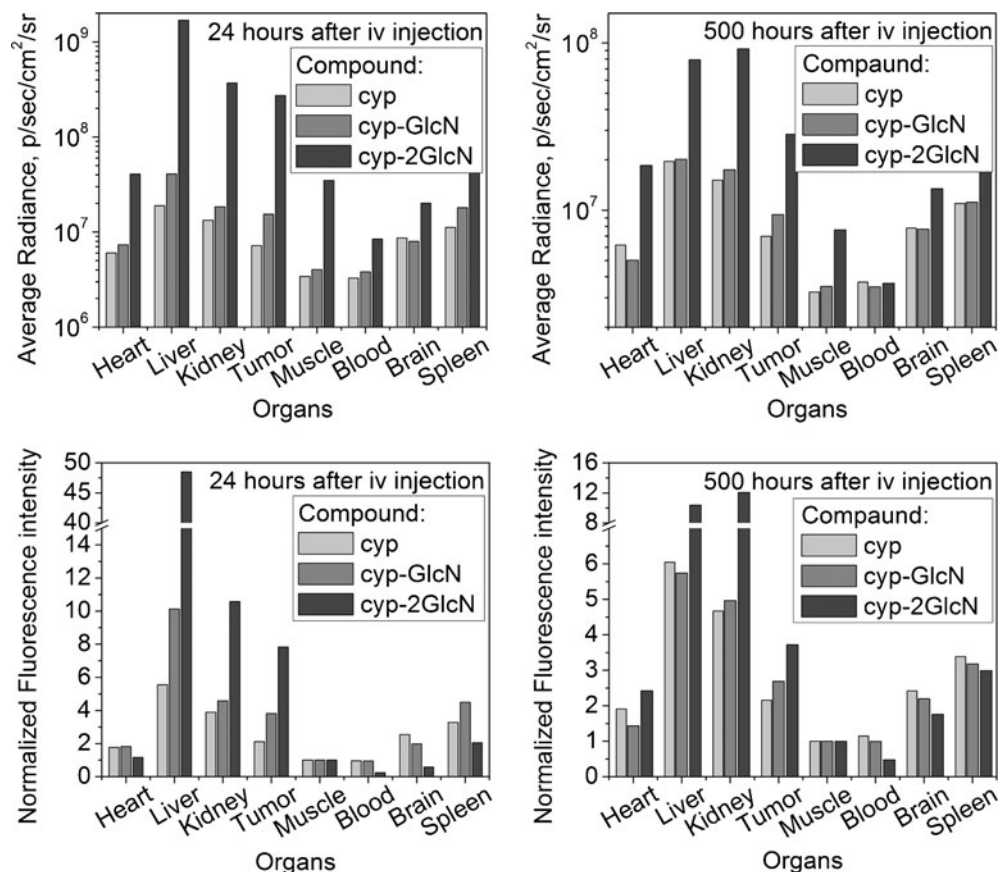 24 hours after iv injection
Compound:
cyp
cyp-GlcN
cyp-2GlcN
Average Radiance, p/sec/cm²/sr
10⁹
10⁸
10⁷
10⁶
Heart
Liver
Kidney
Tumor
Muscle
Blood
Brain
Spleen
Organs
500 hours after iv injection
Compaund:
cyp
cyp-GlcN
cyp-2GlcN
Average Radiance, p/sec/cm²/sr
10⁸
10⁷
Heart
Liver
Kidney
Tumor
Muscle
Blood
Brain
Spleen
Organs
24 hours after iv injection
Compound:
cyp
cyp-GlcN
cyp-2GlcN
Normalized Fluorescence intensity
50
45
40
14
12
10
8
6
4
2
0
Heart
Liver
Kidney
Tumor
Muscle
Blood
Brain
Spleen
Organs
500 hours after iv injection
Compaund:
cyp
cyp-GlcN
cyp-2GlcN
Normalized Fluorescence intensity
16
14
12
10
8
6
5
4
3
2
1
0
Heart
Liver
Kidney
Tumor
Muscle
Blood
Brain
Spleen
Organs